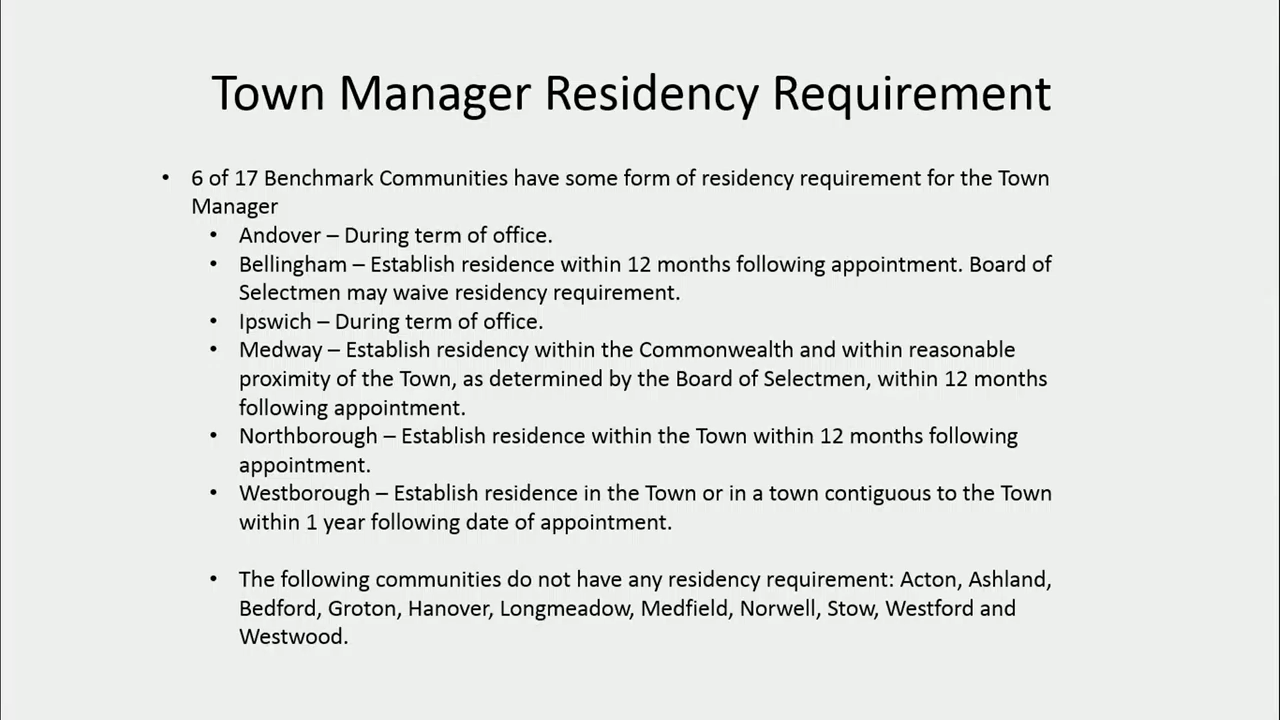 Town Manager Residency Requirement
• 6 of 17 Benchmark Communities have some form of residency requirement for the Town
Manager
• Andover – During term of office.
• Bellingham – Establish residence within 12 months following appointment. Board of
Selectmen may waive residency requirement.
• Ipswich – During term of office.
• Medway – Establish residency within the Commonwealth and within reasonable
proximity of the Town, as determined by the Board of Selectmen, within 12 months
following appointment.
• Northborough – Establish residence within the Town within 12 months following
appointment.
• Westborough – Establish residence in the Town or in a town contiguous to the Town
within 1 year following date of appointment.
• The following communities do not have any residency requirement: Acton, Ashland,
Bedford, Groton, Hanover, Longmeadow, Medfield, Norwell, Stow, Westford and
Westwood.